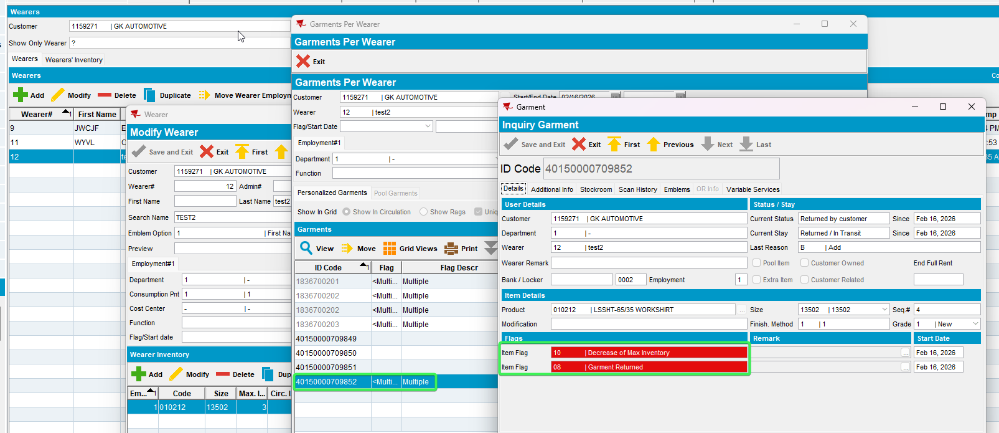 Wearers
Customer 1159271 | GK AUTOMOTIVE
Show Only Wearer ?
Wearers Wearers' Inventory
Wearers
Add Modify Delete Duplicate Move Wearer Employm
Wearer# 1 First Name
9 JWCJF E
11 WYVL C
12 te
Wearer
Modify Wearer
Save and Exit Exit First
Customer 1159271 | GK AUTOMOTIVE
Wearer# 12 Admin#
First Name Last Name test2
Search Name TEST2
Emblem Option 1 | First Na
Preview
Employment#1
Department 1 | -
Consumption Pnt 1 | 1
Cost Center - | -
Function
Flag/Start date
Wearer Inventory
Add Modify Delete Dup
Em... 1 Code Size Max. I... Circ. I
1 010212 13502 3
Garments Per Wearer
Garments Per Wearer
Exit
Garments Per Wearer
Customer 1159271 | GK AUTOMOTIVE Start/End Date 02/16/2026
Wearer 12 | test2
Flag/Start Date
Employment#1
Department 1 | -
Function
Personalized Garments Pool Garments
Show In Grid Show In Circulation Show Rags Uniq
Garments
View Move Grid Views Print
ID Code 1 Flag Flag Descr
1836700201 <Multi... Multiple
1836700202 <Multi... Multiple
1836700202 <Multi... Multiple
1836700203 <Multi... Multiple
40150000709849
40150000709850
40150000709851
40150000709852 <Multi... Multiple
Garment
Inquiry Garment
Save and Exit Exit First Previous Next Last
ID Code 40150000709852
Details Additional Info Stockroom Scan History Emblems OR Info Variable Services
User Details Status / Stay
Customer 1159271 | GK AUTOMOTIVE Current Status Returned by customer Since Feb 16, 2026
Department 1 | - Current Stay Returned / In Transit Since Feb 16, 2026
Wearer 12 | test2 Last Reason B | Add
Wearer Remark Pool Item Customer Owned End Full Rent
Bank / Locker 0002 Employment 1 Extra Item Customer Related
Item Details
Product 010212 | LSSHT-65/35 WORKSHIRT ... Size 13502 | 13502 Seq.# 4
Modification Finish. Method 1 | 1 Grade 1 | New
Flags Remark Start Date
Item Flag 10 | Decrease of Max Inventory ... Feb 16, 2026
Item Flag 08 | Garment Returned ... Feb 16, 2026
Co
mp
4 PM
:53
35 A